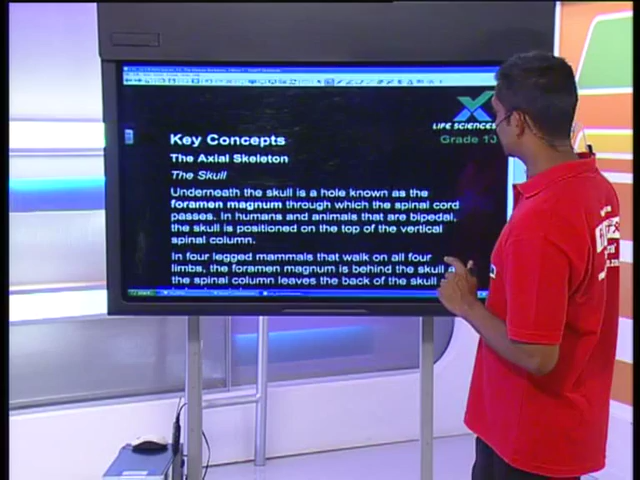 LIFE SCIENCES
Grade 1
Key Concepts
The Axial Skeleton
The Skull
Underneath the skull is a hole known as the
foramen magnum through which the spinal cord
passes. In humans and animals that are bipedal,
the skull is positioned on the top of the vertical
spinal column.
In four legged mammals that walk on all four
limbs, the foramen magnum is behind the skull
the spinal column leaves the back of the skull